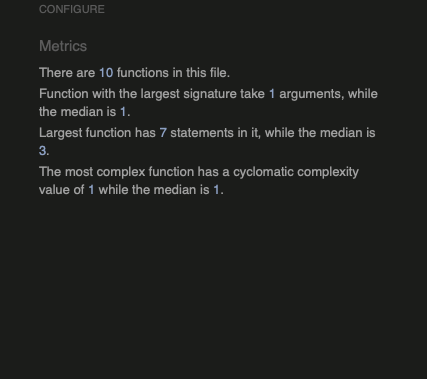 CONFIGURE
Metrics
There are 10 functions in this file.
Function with the largest signature take 1 arguments, while
the median is 1.
Largest function has 7 statements in it, while the median is
3.
The most complex function has a cyclomatic complexity
value of 1 while the median is 1.